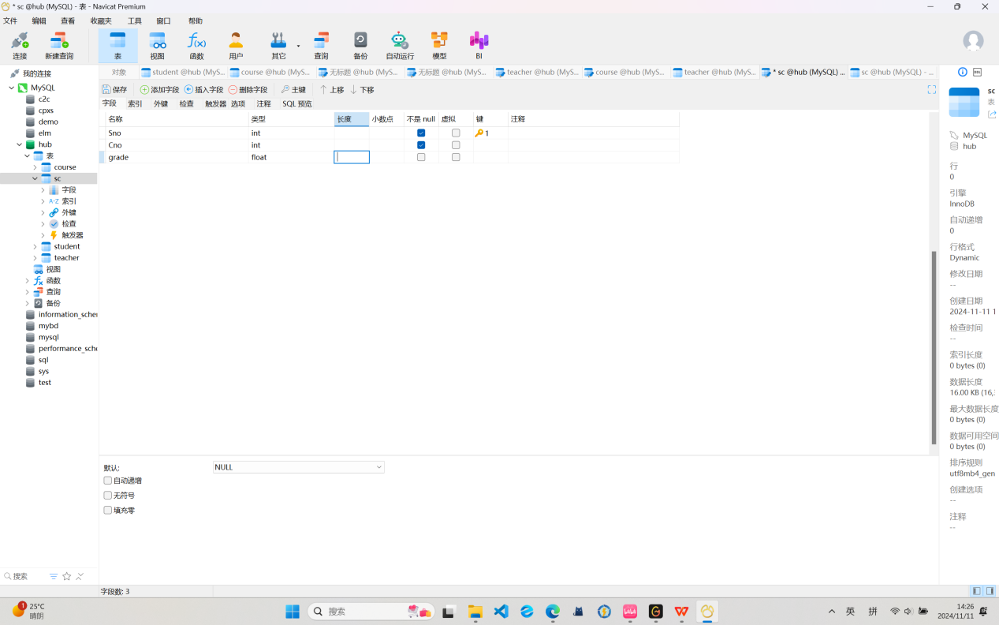 * sc @hub (MySQL) - 表 - Navicat Premium
文件 编辑 查看 收藏夹 工具 窗口 帮助
连接 新建查询 表 视图 函数 用户 其它 查询 备份 自动运行 模型 BI
我的连接
MySQL
c2c
cpxs
demo
elm
hub
表
course
sc
字段
索引
外键
检查
触发器
student
teacher
视图
函数
查询
备份
information_schem
mybd
mysql
performance_sche
sql
sys
test
搜索
对象 student @hub (MyS... course @hub (MyS... 无标题 @hub (MyS... 无标题 @hub (MyS... teacher @hub (MyS... course @hub (MyS... teacher @hub (MyS... * sc @hub (MySQL) ... sc @hub (MySQL) - ...
保存 添加字段 插入字段 删除字段 主键 上移 下移
字段 索引 外键 检查 触发器 选项 注释 SQL 预览
名称 类型 长度 小数点 不是 null 虚拟 键 注释
Sno int 1
Cno int
grade float
默认: NULL
自动递增
无符号
填充零
字段数: 3
sc
表
MySQL
hub
行
0
引擎
InnoDB
自动递增
0
行格式
Dynamic
修改日期
--
创建日期
2024-11-11 1
检查时间
--
索引长度
0 bytes (0)
数据长度
16.00 KB (16,
最大数据长度
0 bytes (0)
数据可用空间
0 bytes (0)
排序规则
utf8mb4_gen
创建选项
--
注释
--
1
25°C
晴朗
搜索
英 拼
14:26
2024/11/11